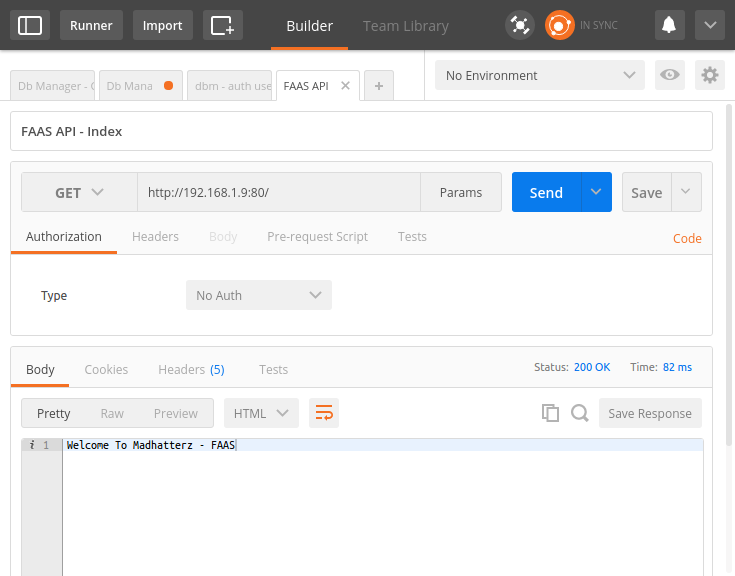 Runner Import Builder Team Library IN SYNC
Db Manager - Db Mana dbm - auth use FAAS API + No Environment
FAAS API - Index
GET http://192.168.1.9:80/ Params Send Save
Authorization Headers Body Pre-request Script Tests Code
Type No Auth
Body Cookies Headers (5) Tests Status: 200 OK Time: 82 ms
Pretty Raw Preview HTML Save Response
i 1 Welcome To Madhatterz - FAAS